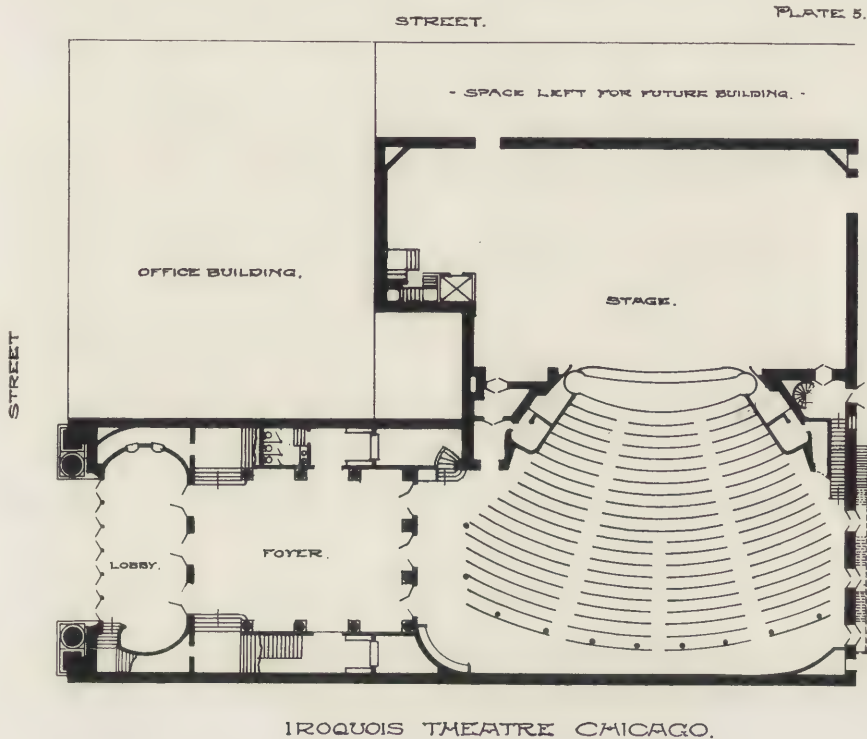 STREET.
PLATE 5.
- SPACE LEFT FOR FUTURE BUILDING. -
OFFICE BUILDING.
STAGE.
STREET
FOYER.
LOBBY.
IROQUOIS THEATRE CHICAGO.